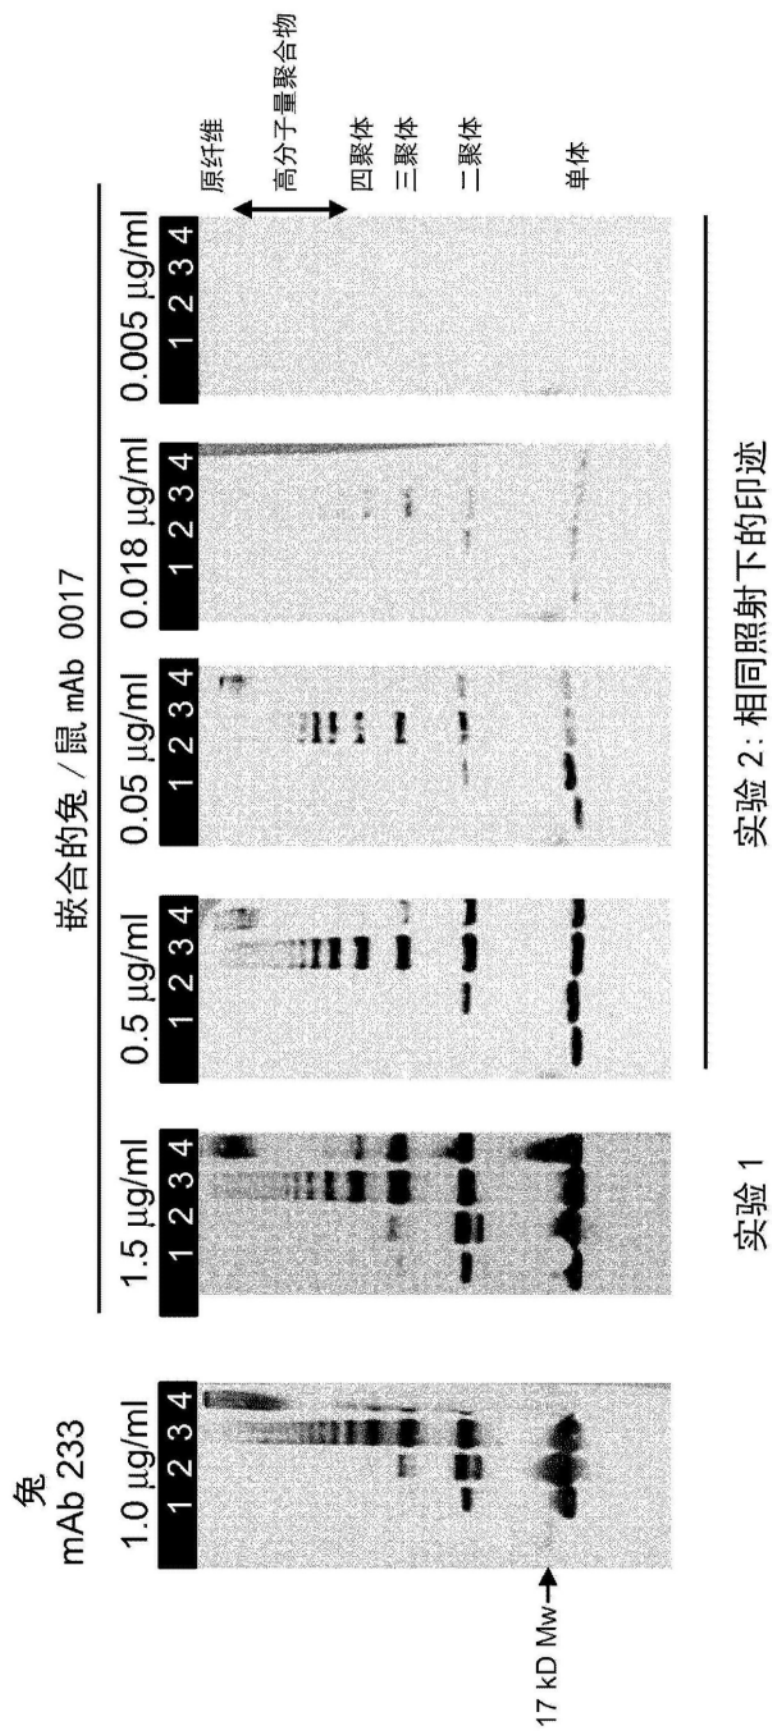 兔
mAb 233
嵌合的兔/鼠 mAb 0017
1.0 μg/ml
1.5 μg/ml
0.5 μg/ml
0.05 μg/ml
0.018 μg/ml
0.005 μg/ml
1 2 3 4
1 2 3 4
1 2 3 4
1 2 3 4
1 2 3 4
1 2 3 4
原纤维
高分子量聚合物
四聚体
三聚体
二聚体
单体
17 kD Mw
实验 1
实验 2:相同照射下的印迹